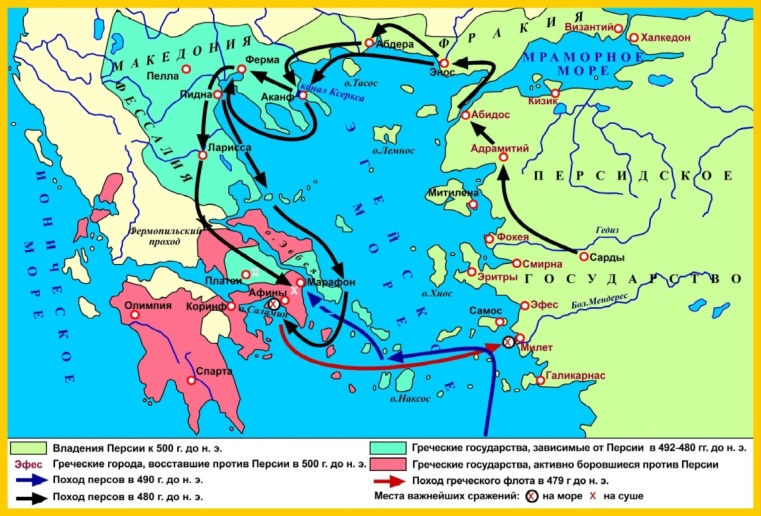 Византий
Халкедон
ФРАКИЯ
МАКЕДОНИЯ
Абдера
МРАМОРНОЕ
МОРЕ
Пелла
Ферма
Энос
о.Тасос
канал Ксеркса
Аканф
Пидна
Кизик
Абидос
ФЕССАЛИЯ
Ларисса
о.Лемнос
Адрамитий
ЭГЕЙСКОЕ МОРЕ
ПЕРСИДСКОЕ
ИОНИЧЕСКОЕ
МОРЕ
Митилена
Фермопильский
проход
о. Эвбея
Фокея
Гедиз
Сарды
Смирна
ГОСУДАРСТВО
Платеи
Марафон
Эритры
о.Хиос
Афины
о.Саламин
Олимпия
Коринф
Самос
Эфес
Бол.Мендерес
Милет
Спарта
о.Наксос
Галикарнас
Владения Персии к 500 г. до н. э.
Греческие государства, зависимые от Персии в 492-480 гг. до н. э.
Эфес Греческие города, восставшие против Персии в 500 г. до н. э.
Греческие государства, активно боровшиеся против Персии
Поход персов в 490 г. до н. э.
Поход греческого флота в 479 г до н. э.
Поход персов в 480 г. до н. э.
Места важнейших сражений: х на море х на суше